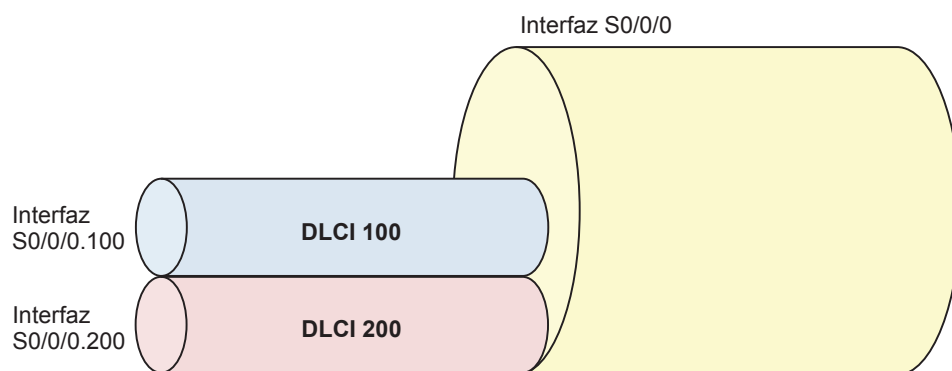 Interfaz S0/0/0
Interfaz
S0/0/0.100
DLCI 100
Interfaz
S0/0/0.200
DLCI 200